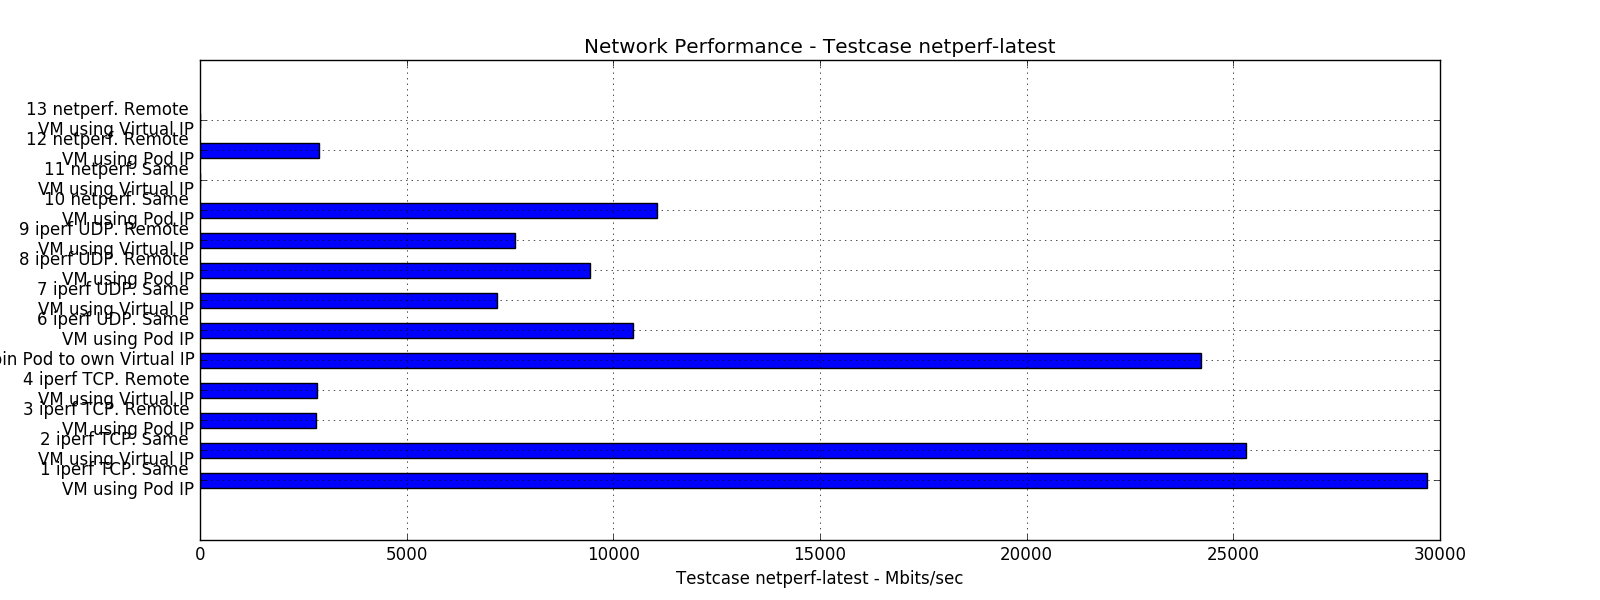 Network Performance - Testcase netperf-latest
13 netperf. Remote
VM using Virtual IP
12 netperf. Remote
VM using Pod IP
11 netperf. Same
VM using Virtual IP
10 netperf. Same
VM using Pod IP
9 iperf UDP. Remote
VM using Virtual IP
8 iperf UDP. Remote
VM using Pod IP
7 iperf UDP. Same
VM using Virtual IP
6 iperf UDP. Same
VM using Pod IP
Pod to own Virtual IP
4 iperf TCP. Remote
VM using Virtual IP
3 iperf TCP. Remote
VM using Pod IP
2 iperf TCP. Same
VM using Virtual IP
1 iperf TCP. Same
VM using Pod IP
0 5000 10000 15000 20000 25000 30000
Testcase netperf-latest - Mbits/sec